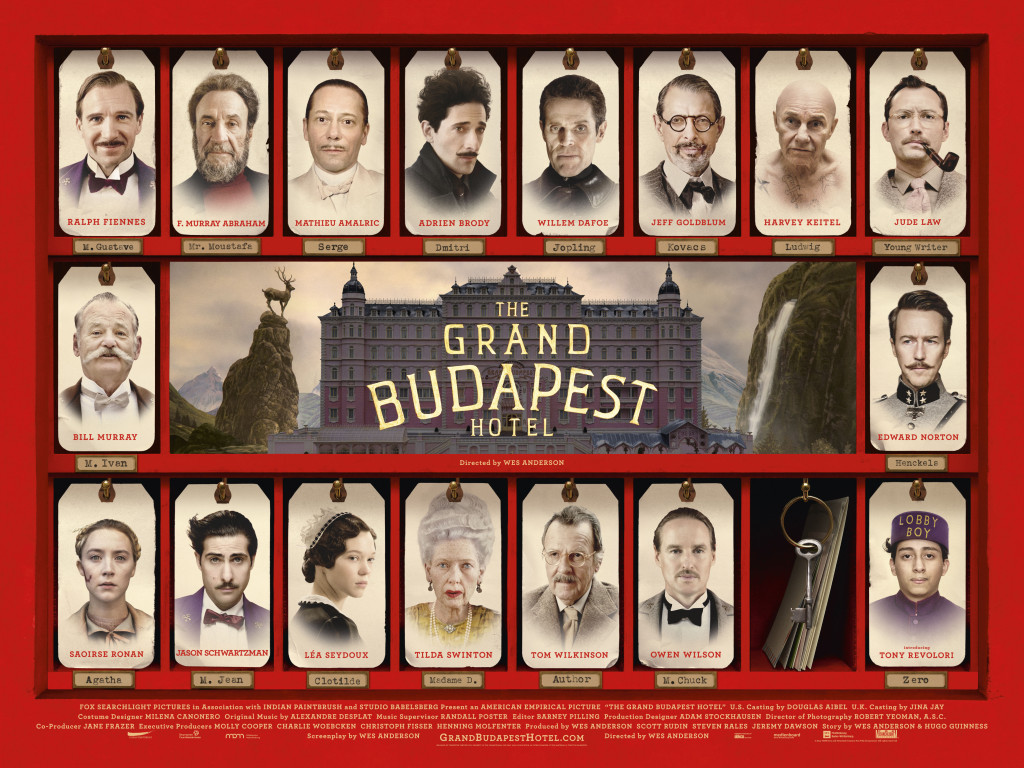 RALPH FIENNES
F. MURRAY ABRAHAM
MATHIEU AMALRIC
ADRIEN BRODY
WILLEM DAFOE
JEFF GOLDBLUM
HARVEY KEITEL
JUDE LAW
M. Gustave
Mr. Moustafa
Serge
Dmitri
Jopling
Kovacs
Ludwig
Young Writer
THE
GRAND
BUDAPEST
HOTEL
BILL MURRAY
EDWARD NORTON
M. Ivan
Directed by WES ANDERSON
Henckels
LOBBY
BOY
SAOIRSE RONAN
JASON SCHWARTZMAN
LÉA SEYDOUX
TILDA SWINTON
TOM WILKINSON
OWEN WILSON
introducing
TONY REVOLORI
Agatha
M. Jean
Clotilde
Madame D.
Author
M. Chuck
Zero
FOX SEARCHLIGHT PICTURES in Association with INDIAN PAINTBRUSH and STUDIO BABELSBERG Present an AMERICAN EMPIRICAL PICTURE "THE GRAND BUDAPEST HOTEL" U.S. Casting by DOUGLAS AIBEL U.K. Casting by JINA JAY
Costume Designer MILENA CANONERO Original Music by ALEXANDRE DESPLAT Music Supervisor RANDALL POSTER Editor BARNEY PILLING Production Designer ADAM STOCKHAUSEN Director of Photography ROBERT YEOMAN, A.S.C.
Co-Producer JANE FRAZER Executive Producers MOLLY COOPER CHARLIE WOEBCKEN CHRISTOPH FISSER HENNING MOLFENTER Produced by WES ANDERSON SCOTT RUDIN STEVEN RALES JEREMY DAWSON Story by WES ANDERSON & HUGO GUINNESS
Screenplay by WES ANDERSON GRANDBUDAPESTHOTEL.COM Directed by WES ANDERSON